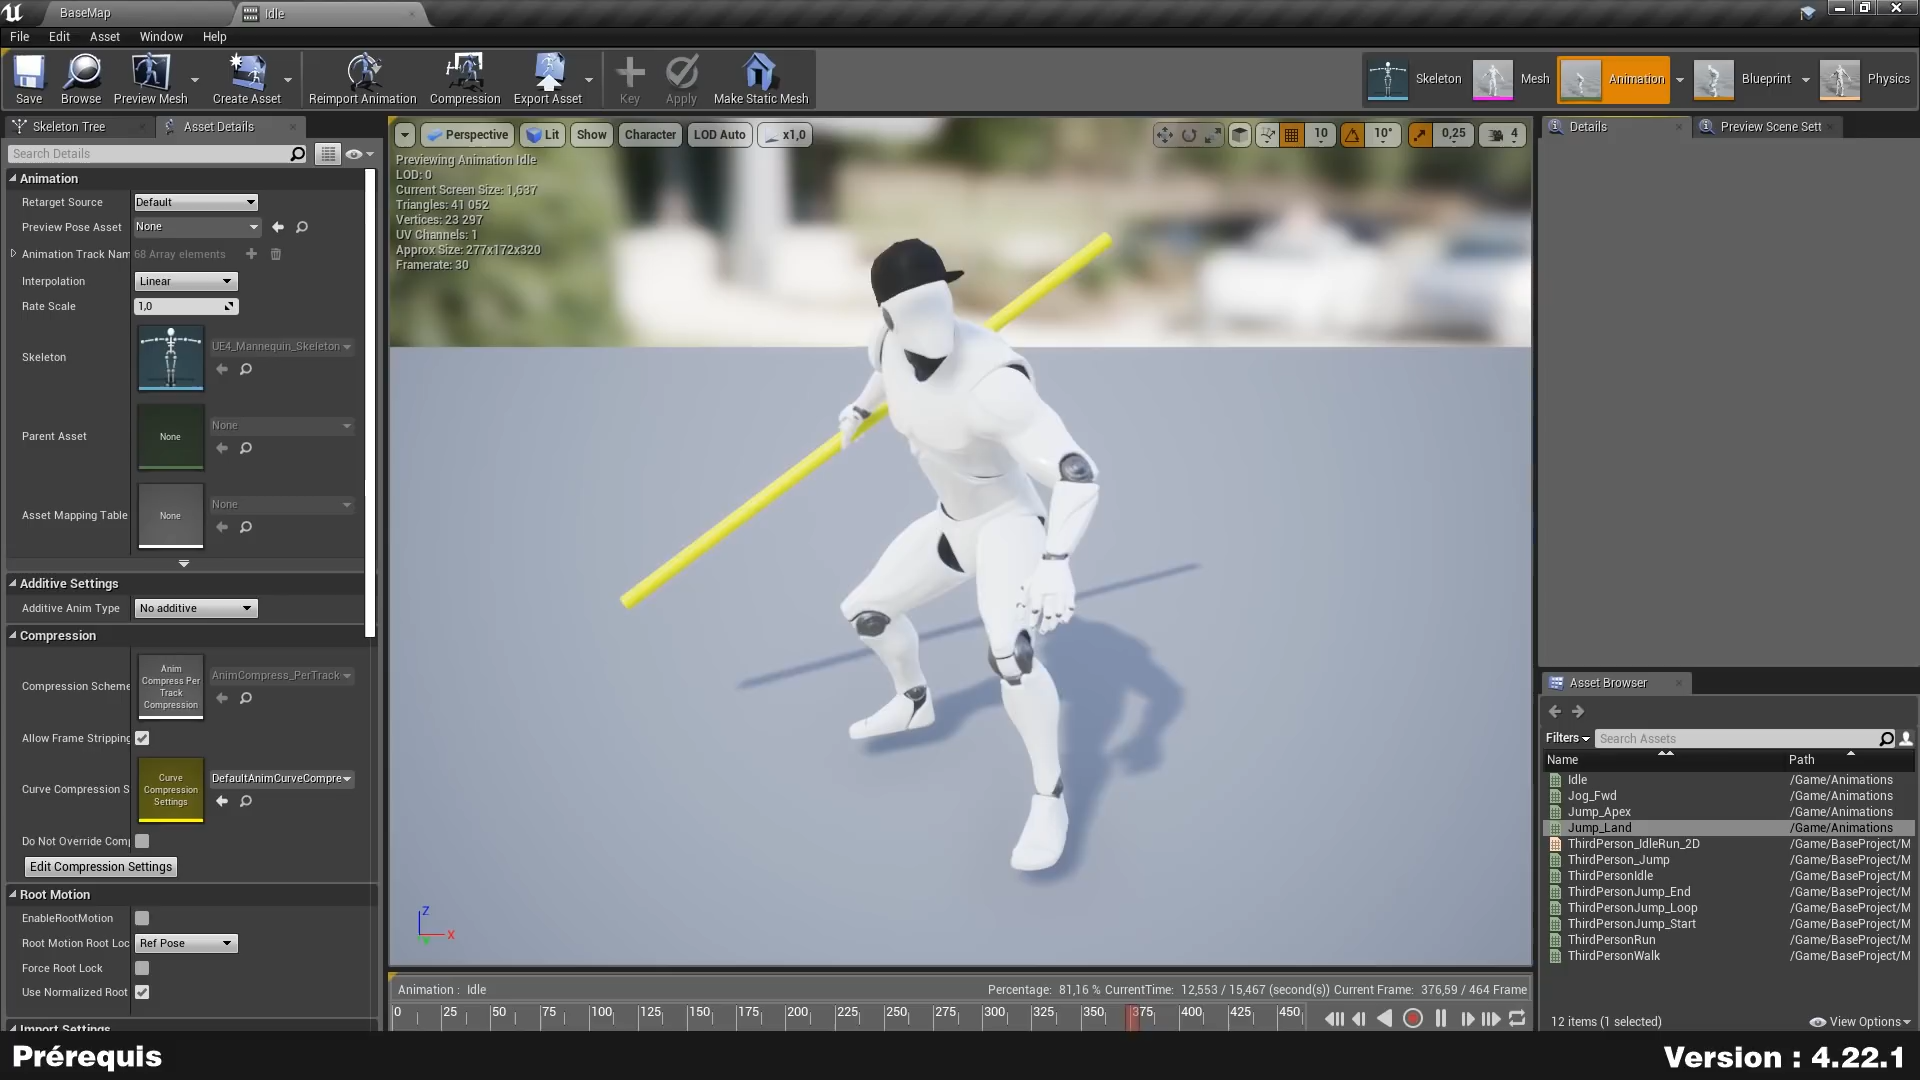 BaseMap
Idle
File Edit Asset Window Help
Save
Browse
Preview Mesh
Create Asset
Reimport Animation
Compression
Export Asset
Key
Apply
Make Static Mesh
Skeleton
Mesh
Animation
Blueprint
Physics
Skeleton Tree
Asset Details
Search Details
Animation
Retarget Source Default
Preview Pose Asset None
Animation Track Nam 68 Array elements
Interpolation Linear
Rate Scale 1,0
Skeleton UE4_Mannequin_Skeleton
Parent Asset None None
Asset Mapping Table None None
Additive Settings
Additive Anim Type No additive
Compression
Compression Scheme
Anim
Compress Per
Track
Compression
AnimCompress_PerTrack
Allow Frame Stripping
Curve Compression S
Curve
Compression
Settings
DefaultAnimCurveCompre
Do Not Override Comp
Edit Compression Settings
Root Motion
EnableRootMotion
Root Motion Root Loc Ref Pose
Force Root Lock
Use Normalized Root
Import Settings
Perspective Lit Show Character LOD Auto x1,0
10 10° 0,25 4
Previewing Animation Idle
LOD: 0
Current Screen Size: 1,637
Triangles: 41 052
Vertices: 23 297
UV Channels: 1
Approx Size: 277x172x320
Framerate: 30
Z
X
Y
Animation : Idle Percentage: 81,16 % CurrentTime: 12,553 / 15,467 (second(s)) Current Frame: 376,59 / 464 Frame
0 25 50 75 100 125 150 175 200 225 250 275 300 325 350 375 400 425 450
Details
Preview Scene Sett
Asset Browser
Filters Search Assets
Name Path
Idle /Game/Animations
Jog_Fwd /Game/Animations
Jump_Apex /Game/Animations
Jump_Land /Game/Animations
ThirdPerson_IdleRun_2D /Game/BaseProject/M
ThirdPerson_Jump /Game/BaseProject/M
ThirdPersonIdle /Game/BaseProject/M
ThirdPersonJump_End /Game/BaseProject/M
ThirdPersonJump_Loop /Game/BaseProject/M
ThirdPersonJump_Start /Game/BaseProject/M
ThirdPersonRun /Game/BaseProject/M
ThirdPersonWalk /Game/BaseProject/M
12 items (1 selected) View Options
Prérequis
Version : 4.22.1